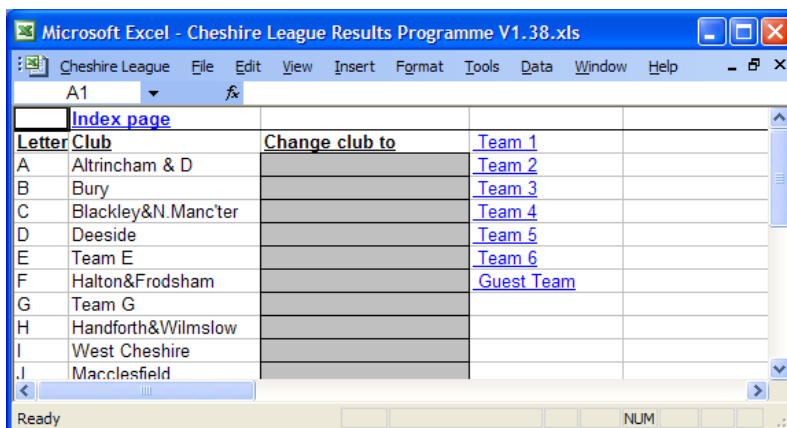 Microsoft Excel - Cheshire League Results Programme V1.38.xls
Cheshire League File Edit View Insert Format Tools Data Window Help
A1 fx
Index page
Letter Club Change club to Team 1
A Altrincham & D Team 2
B Bury Team 3
C Blackley&N.Manc'ter Team 4
D Deeside Team 5
E Team E Team 6
F Halton&Frodsham Guest Team
G Team G
H Handforth&Wilmslow
I West Cheshire
J Macclesfield
Ready NUM